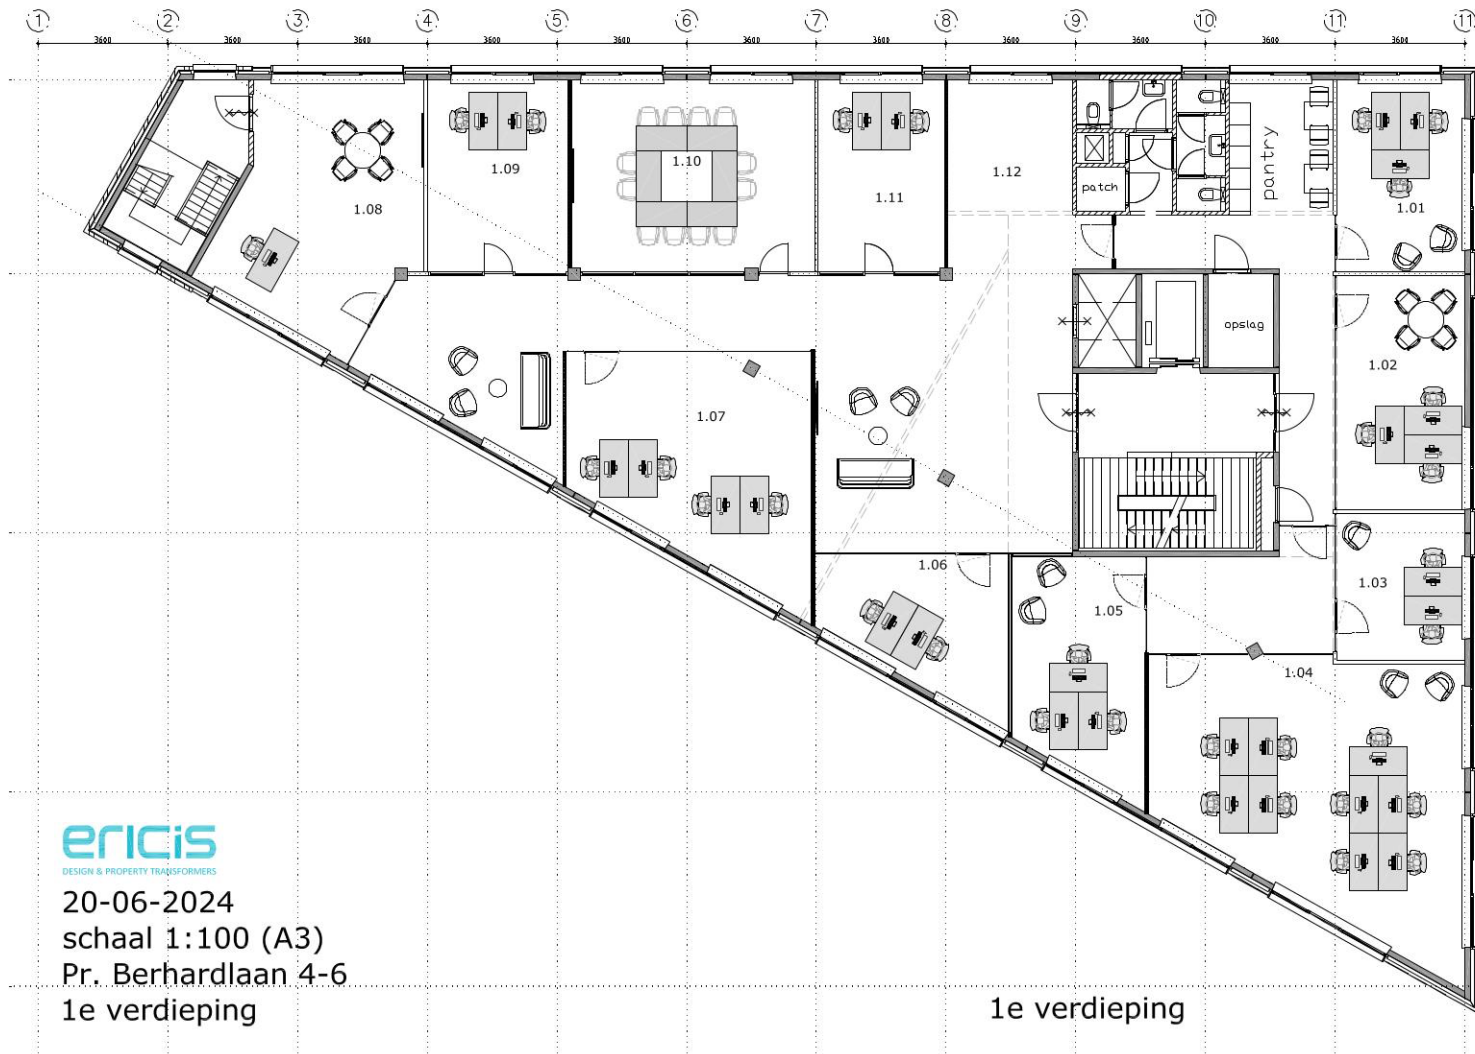 1 2 3 4 5 6 7 8 9 10 11 11
3600 3600 3600 3600 3600 3600 3600 3600 3600 3600 3600
1.09
1.10
1.11
1.12
patch
pantry
1.01
1.08
opslag
1.02
1.07
1.06
1.05
1.03
1.04
ericis
DESIGN & PROPERTY TRANSFORMERS
20-06-2024
schaal 1:100 (A3)
Pr. Berhardlaan 4-6
1e verdieping
1e verdieping